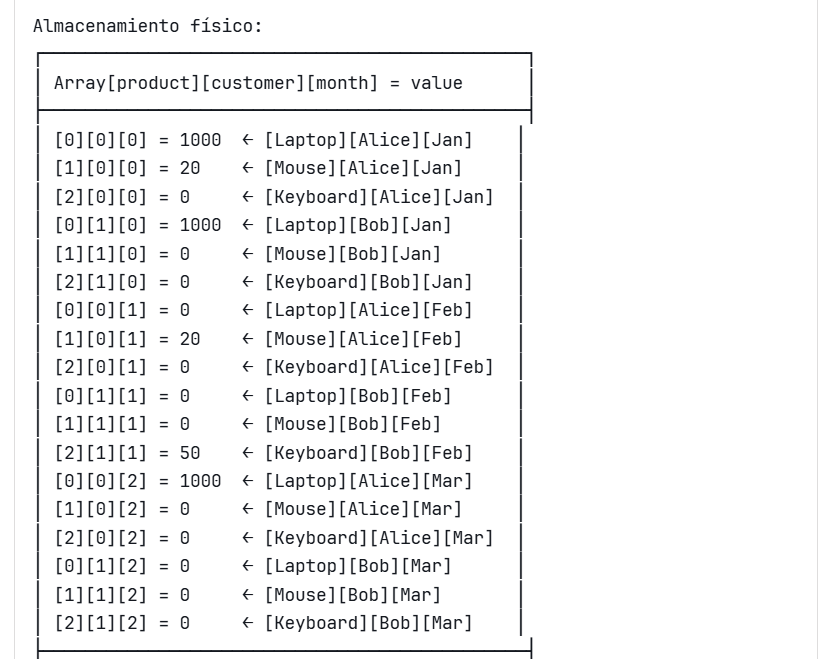 Almacenamiento físico:
Array[product][customer][month] = value
[0][0][0] = 1000 ← [Laptop][Alice][Jan]
[1][0][0] = 20 ← [Mouse][Alice][Jan]
[2][0][0] = 0 ← [Keyboard][Alice][Jan]
[0][1][0] = 1000 ← [Laptop][Bob][Jan]
[1][1][0] = 0 ← [Mouse][Bob][Jan]
[2][1][0] = 0 ← [Keyboard][Bob][Jan]
[0][0][1] = 0 ← [Laptop][Alice][Feb]
[1][0][1] = 20 ← [Mouse][Alice][Feb]
[2][0][1] = 0 ← [Keyboard][Alice][Feb]
[0][1][1] = 0 ← [Laptop][Bob][Feb]
[1][1][1] = 0 ← [Mouse][Bob][Feb]
[2][1][1] = 50 ← [Keyboard][Bob][Feb]
[0][0][2] = 1000 ← [Laptop][Alice][Mar]
[1][0][2] = 0 ← [Mouse][Alice][Mar]
[2][0][2] = 0 ← [Keyboard][Alice][Mar]
[0][1][2] = 0 ← [Laptop][Bob][Mar]
[1][1][2] = 0 ← [Mouse][Bob][Mar]
[2][1][2] = 0 ← [Keyboard][Bob][Mar]